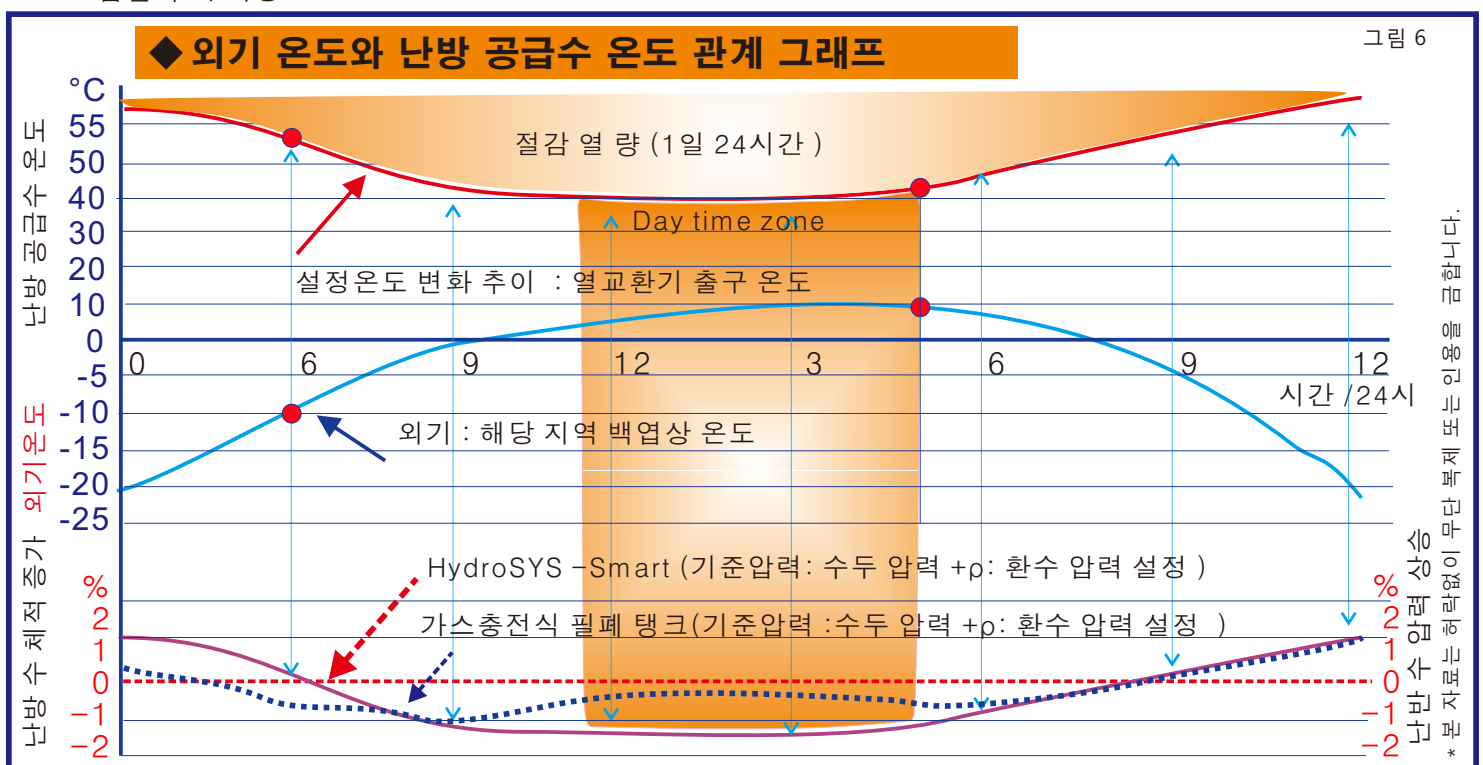 ◆ 외기 온도와 난방 공급수 온도 관계 그래프
그림 6
°C
55
50
40
30
20
10
0
-5
-10
-15
-20
-25
난방 공급수 온도
외기온도
난방 수 체적 증가
절감 열 량 (1일 24시간 )
Day time zone
설정온도 변화 추이 : 열교환기 출구 온도
0 6 9 12 3 6 9 12
시간 /24시
외기 : 해당 지역 백엽상 온도
HydroSYS -Smart (기준압력: 수두 압력 +ρ: 환수 압력 설정 )
가스충전식 필폐 탱크(기준압력 :수두 압력 +ρ: 환수 압력 설정 )
%
2
1
0
-1
-2
%
2
1
0
-1
-2
난반 수 압력 상승
* 본 자료는 허락없이 무단 복제 또는 인용을 금합니다.